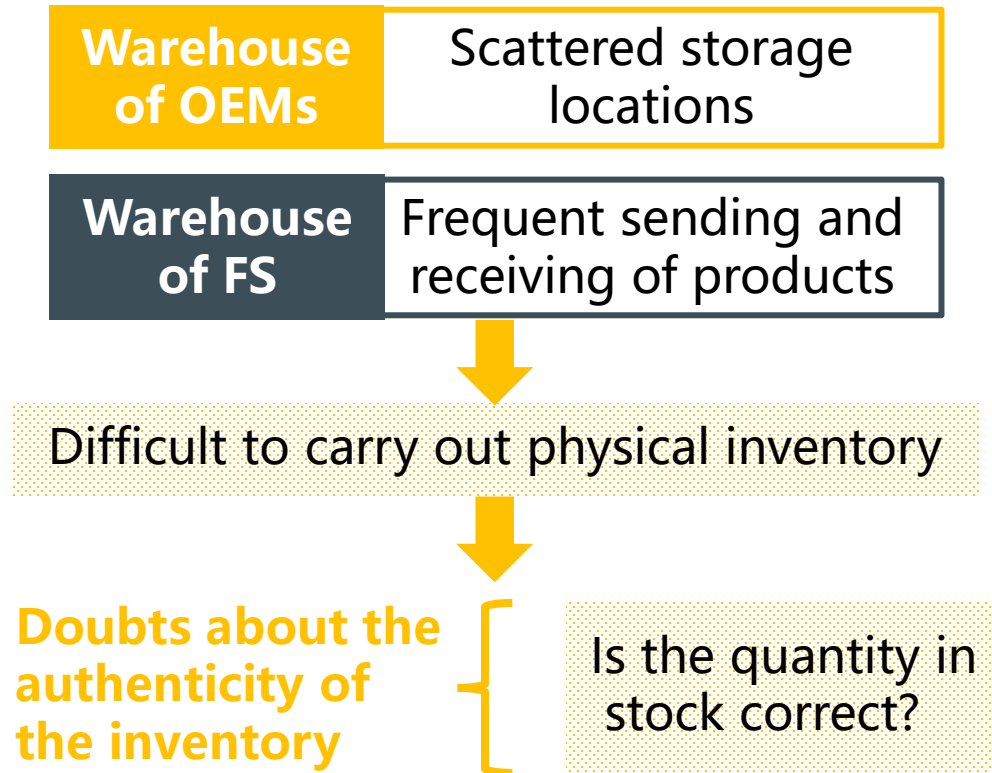 Warehouse
of OEMs
Scattered storage
locations
Warehouse
of FS
Frequent sending and
receiving of products
Difficult to carry out physical inventory
Doubts about the
authenticity of
the inventory
Is the quantity in
stock correct?